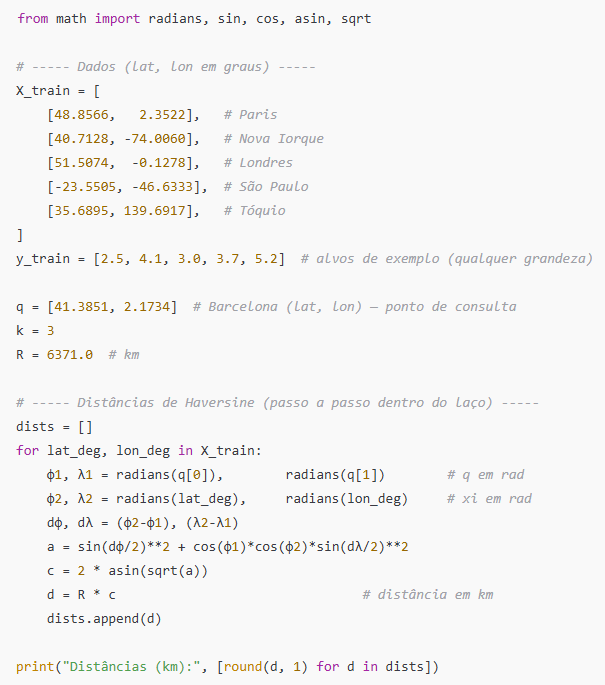 from math import radians, sin, cos, asin, sqrt
# ----- Dados (lat, lon em graus) -----
X_train = [
    [48.8566,   2.3522],   # Paris
    [40.7128, -74.0060],   # Nova Iorque
    [51.5074,  -0.1278],   # Londres
    [-23.5505, -46.6333],  # São Paulo
    [35.6895, 139.6917],   # Tóquio
]
y_train = [2.5, 4.1, 3.0, 3.7, 5.2]  # alvos de exemplo (qualquer grandeza)
q = [41.3851, 2.1734]  # Barcelona (lat, lon) — ponto de consulta
k = 3
R = 6371.0  # km
# ----- Distâncias de Haversine (passo a passo dentro do laço) -----
dists = []
for lat_deg, lon_deg in X_train:
    ϕ1, λ1 = radians(q[0]),        radians(q[1])        # q em rad
    ϕ2, λ2 = radians(lat_deg),     radians(lon_deg)     # xi em rad
    dϕ, dλ = (ϕ2-ϕ1), (λ2-λ1)
    a = sin(dϕ/2)**2 + cos(ϕ1)*cos(ϕ2)*sin(dλ/2)**2
    c = 2 * asin(sqrt(a))
    d = R * c                                 # distância em km
    dists.append(d)
print("Distâncias (km):", [round(d, 1) for d in dists])